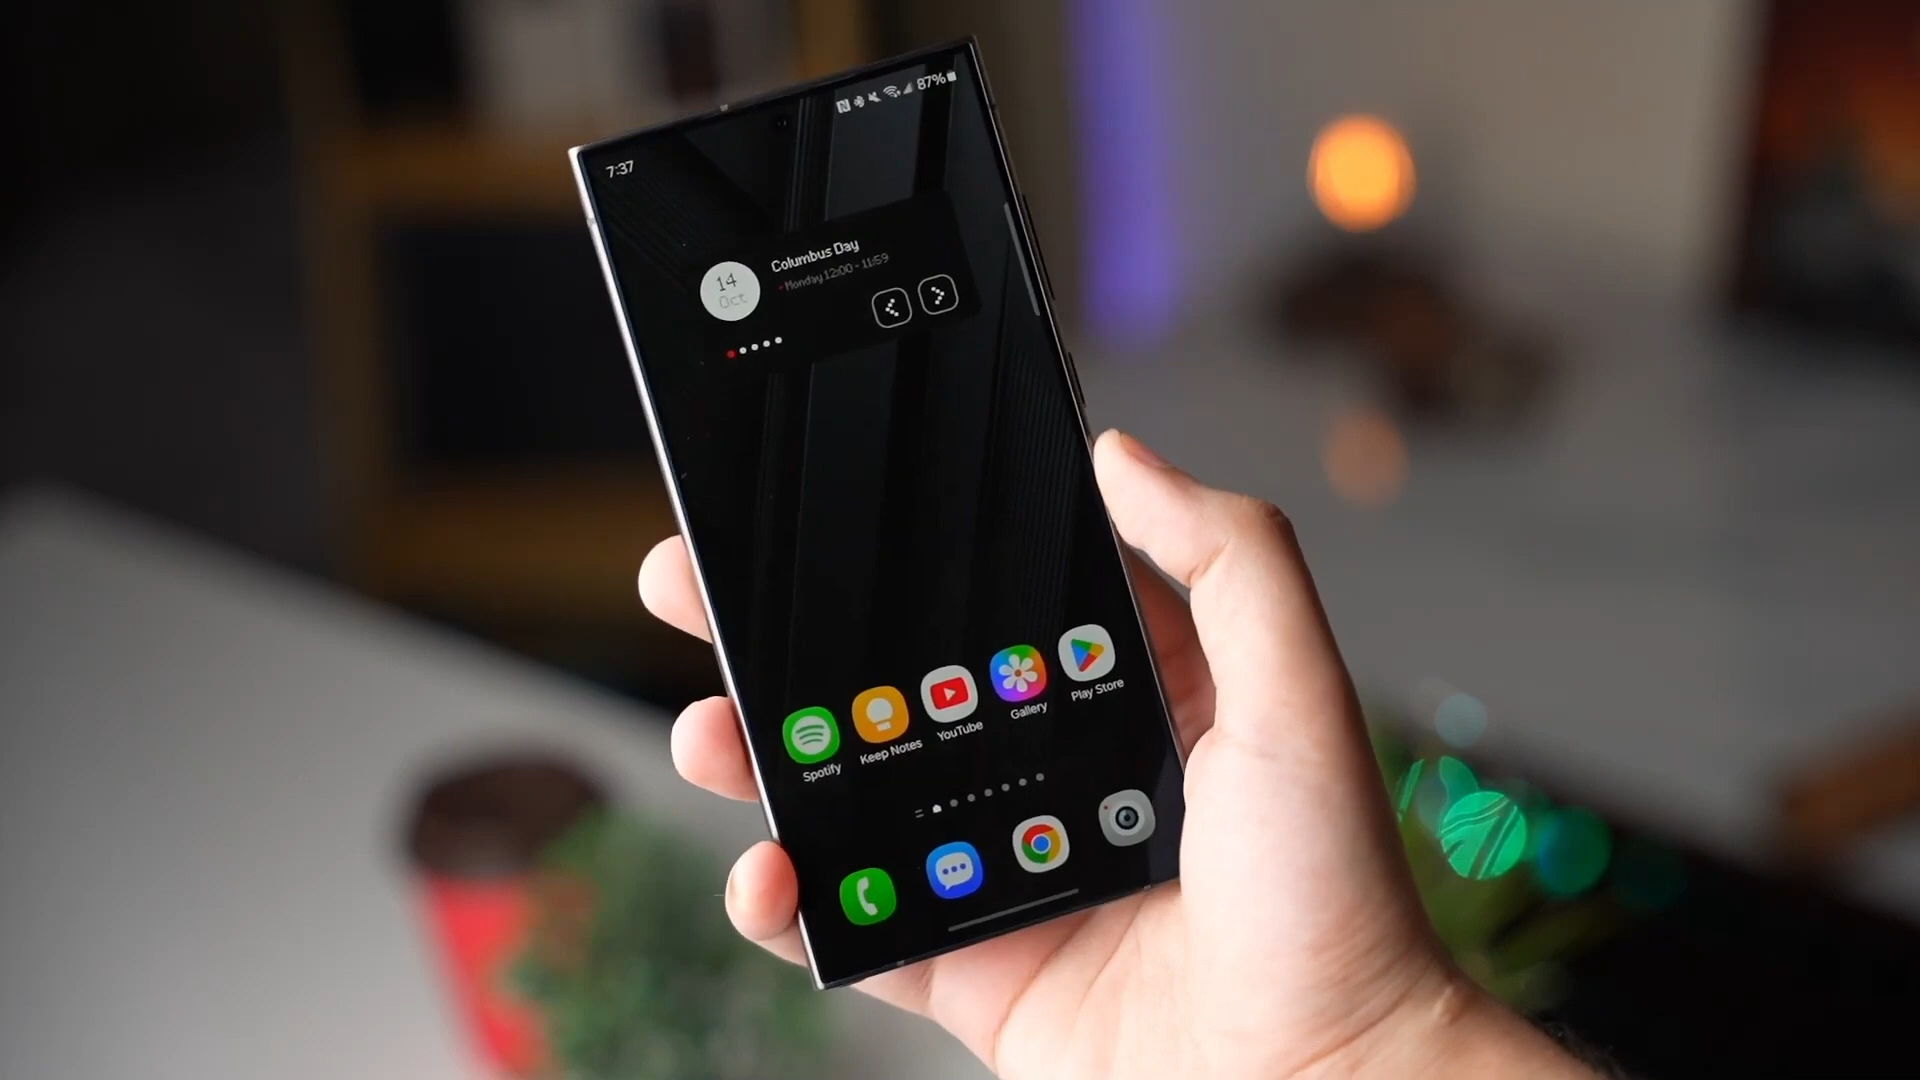 7:37
87%
14
Oct
Columbus Day
Monday 12:00 - 11:59
Spotify
Keep Notes
YouTube
Gallery
Play Store